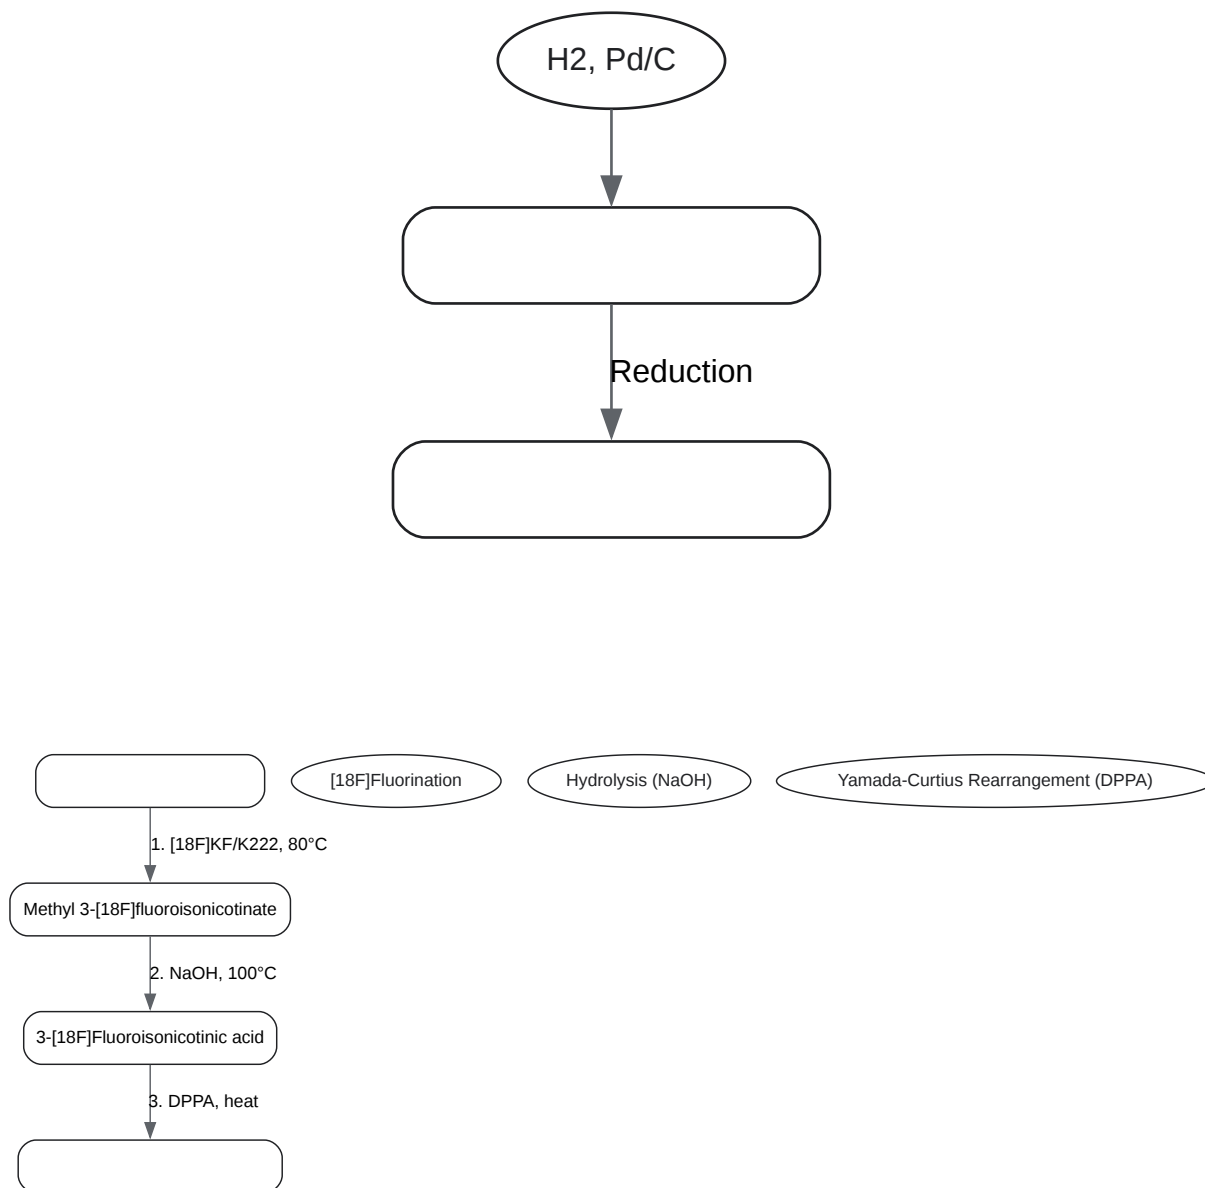 H2, Pd/C
Reduction
[18F]Fluorination
Hydrolysis (NaOH)
Yamada-Curtius Rearrangement (DPPA)
1. [18F]KF/K222, 80°C
Methyl 3-[18F]fluoroisonicotinate
2. NaOH, 100°C
3-[18F]Fluoroisonicotinic acid
3. DPPA, heat